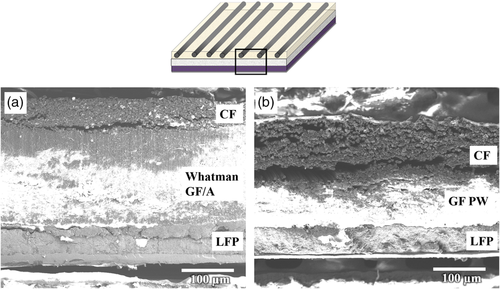 (a)
CF
Whatman
GF/A
LFP
100 μm
(b)
CF
GF PW
LFP
100 μm